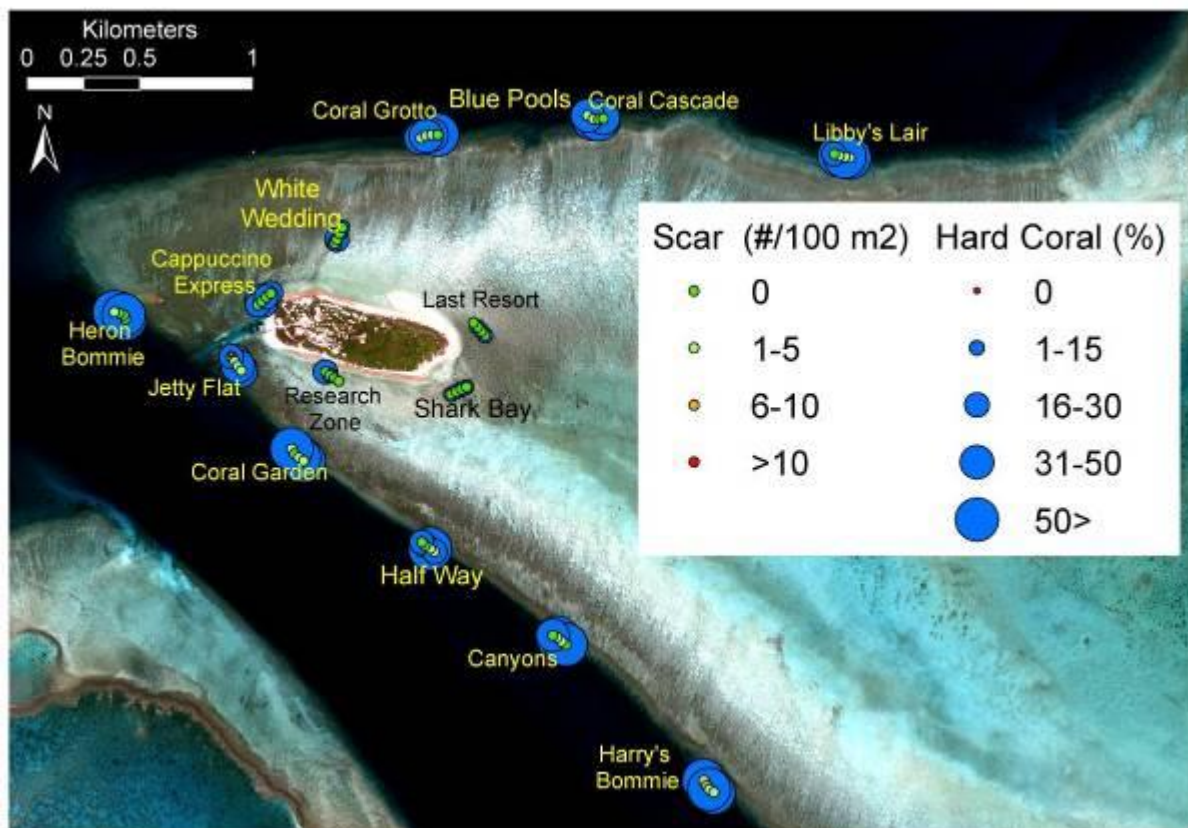 Kilometers
0 0.25 0.5 1
N
Coral Grotto
Blue Pools
Coral Cascade
Libby's Lair
White
Wedding
Cappuccino
Express
Last Resort
Heron
Bommie
Jetty Flat
Research
Zone
Shark Bay
Coral Garden
Half Way
Canyons
Harry's
Bommie
Scar (#/100 m2) Hard Coral (%)
0 0
1-5 1-15
6-10 16-30
>10 31-50
50>